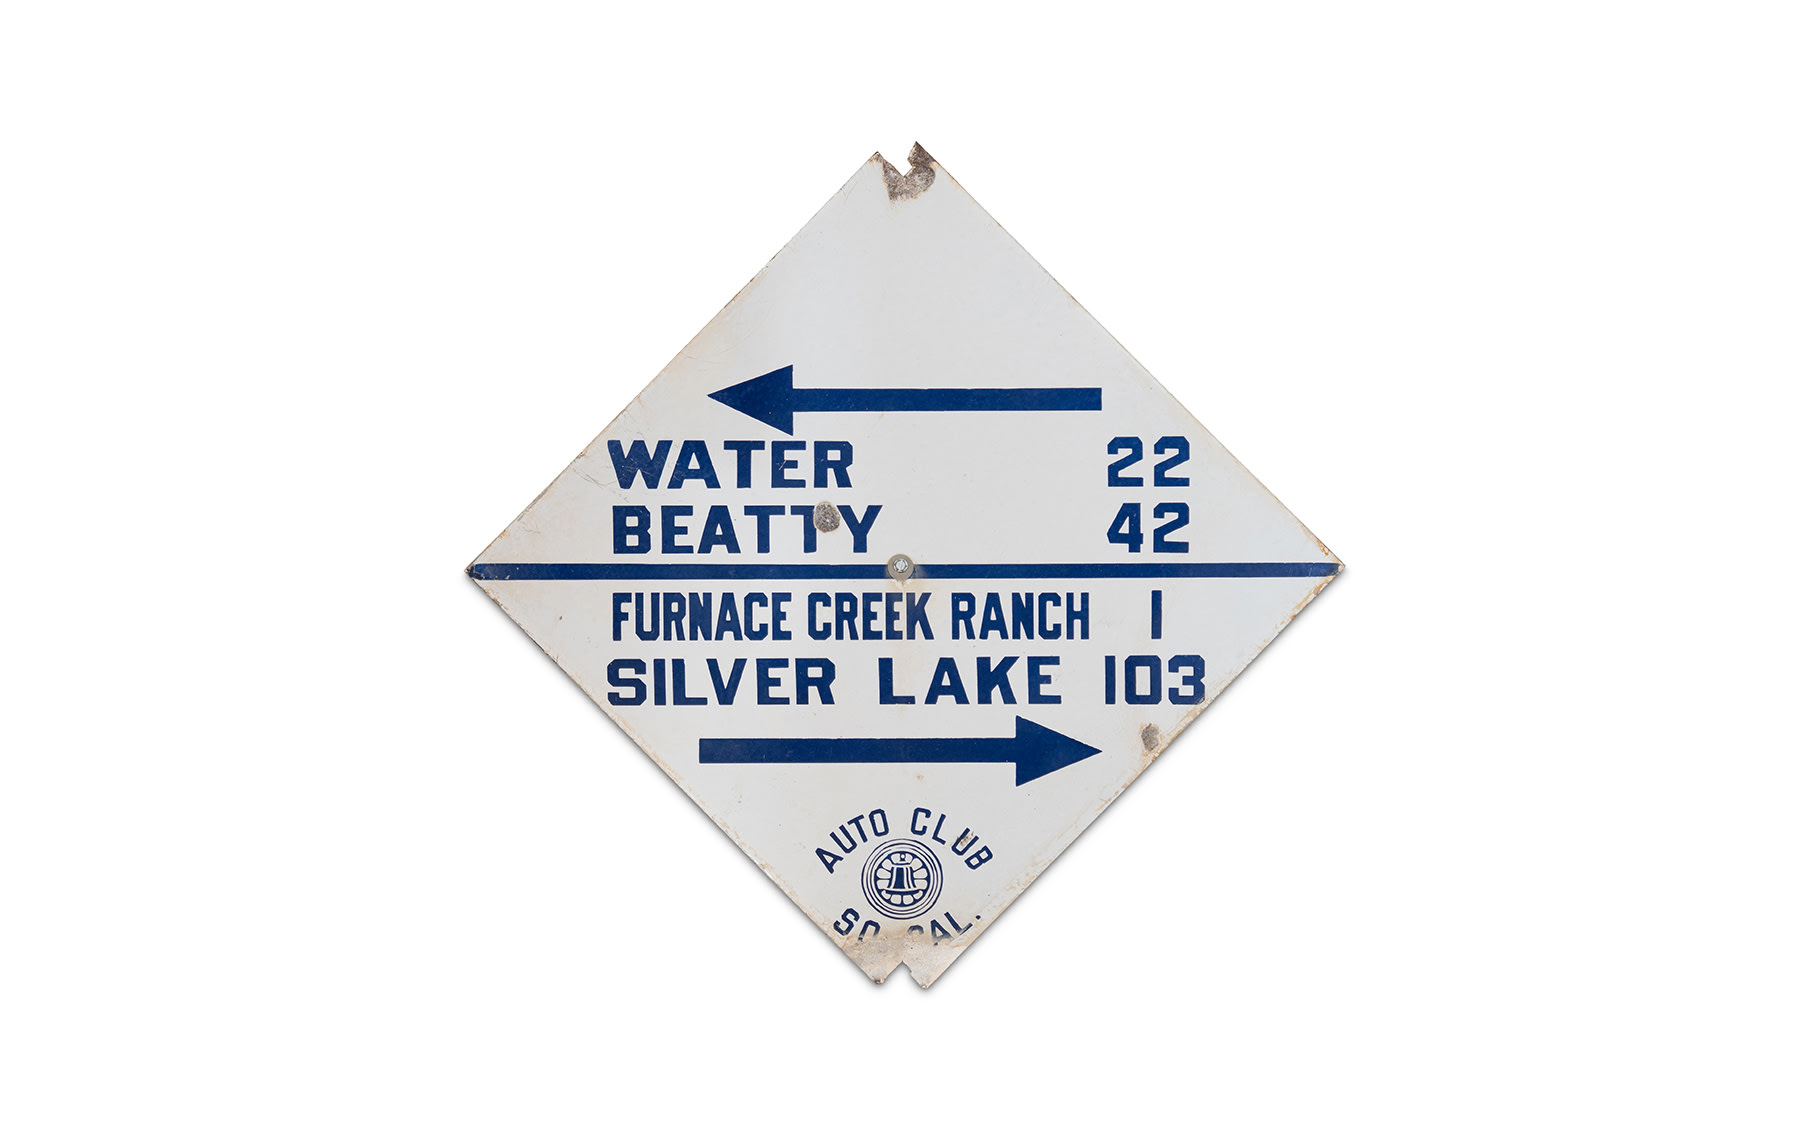 WATER 22
BEATTY 42
FURNACE CREEK RANCH 1
SILVER LAKE 103
AUTO CLUB
SO. CAL.